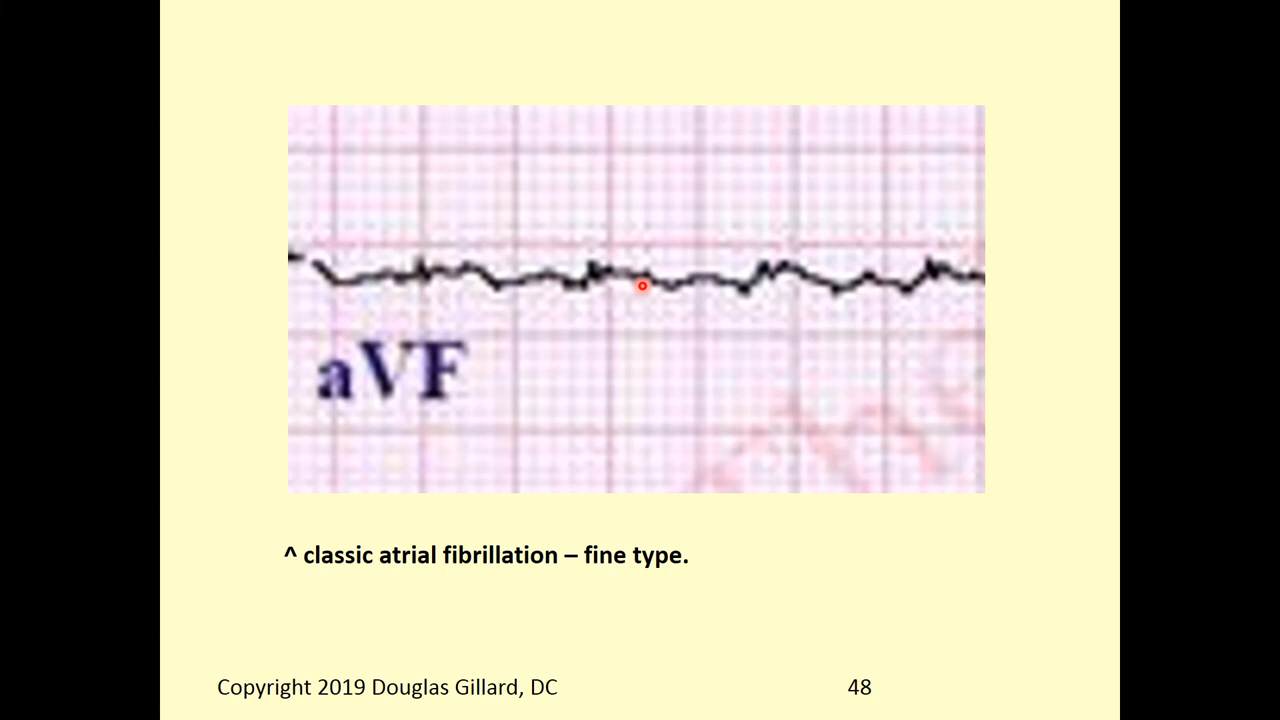 aVF
^ classic atrial fibrillation – fine type.
Copyright 2019 Douglas Gillard, DC
48